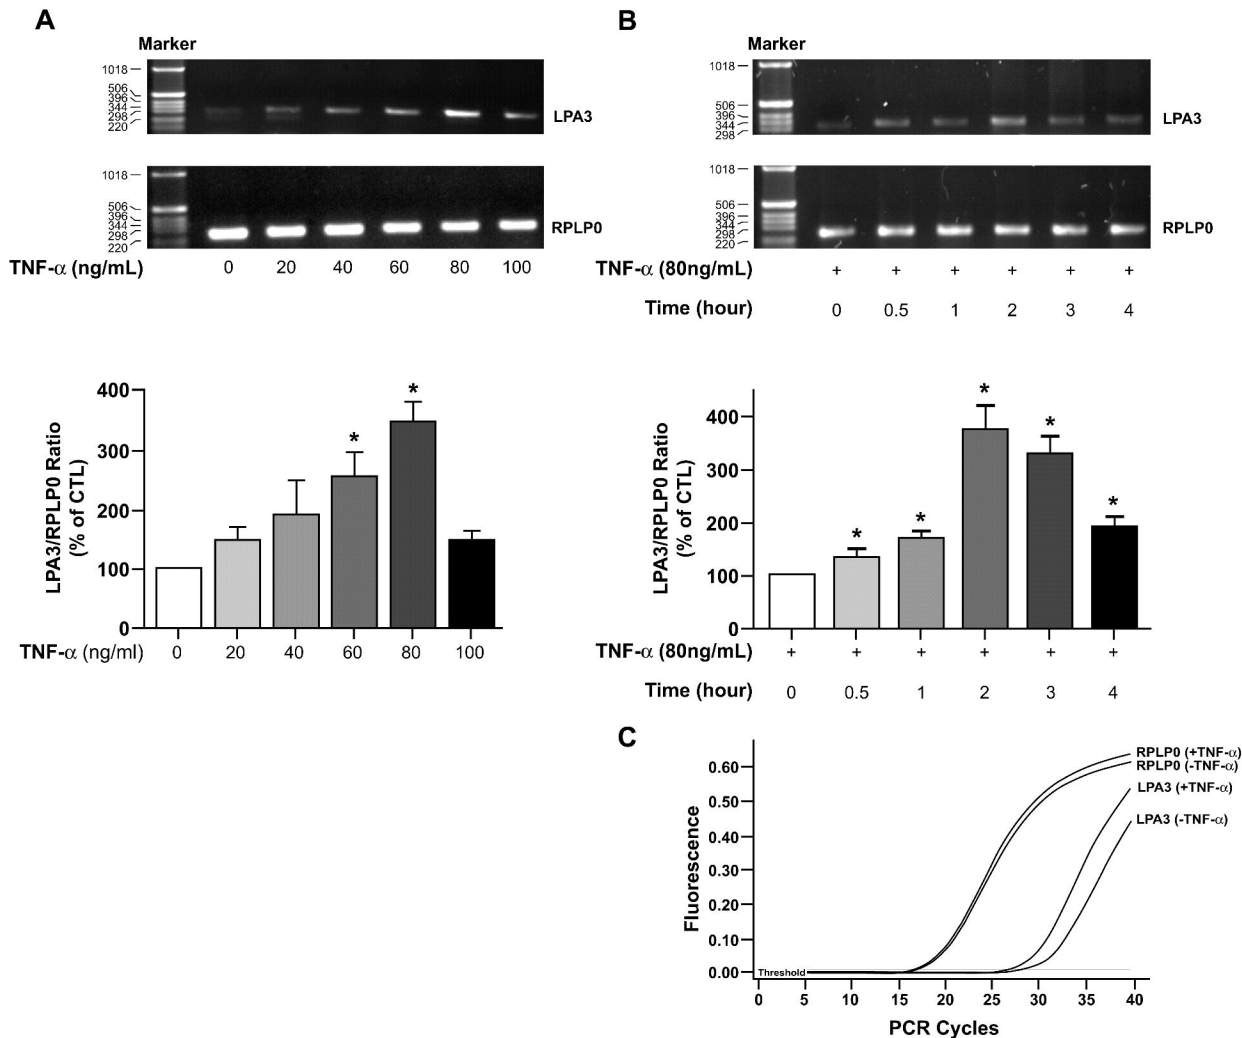 A
Marker
1018
506
396
344
298
220
LPA3
1018
506
396
344
298
220
RPLP0
TNF-α (ng/mL) 0 20 40 60 80 100
LPA3/RPLP0 Ratio
(% of CTL)
400
300
200
100
0
*
*
TNF-α (ng/ml) 0 20 40 60 80 100
B
Marker
1018
506
396
344
298
LPA3
1018
506
396
344
298
220
RPLP0
TNF-α (80ng/mL) + + + + + +
Time (hour) 0 0.5 1 2 3 4
LPA3/RPLP0 Ratio
(% of CTL)
400
300
200
100
0
* * * * *
TNF-α (80ng/mL) + + + + + +
Time (hour) 0 0.5 1 2 3 4
C
Fluorescence
0.60
0.50
0.40
0.30
0.20
0.10
0.00
Threshold
RPLP0 (+TNF-α)
RPLP0 (-TNF-α)
LPA3 (+TNF-α)
LPA3 (-TNF-α)
0 5 10 15 20 25 30 35 40
PCR Cycles